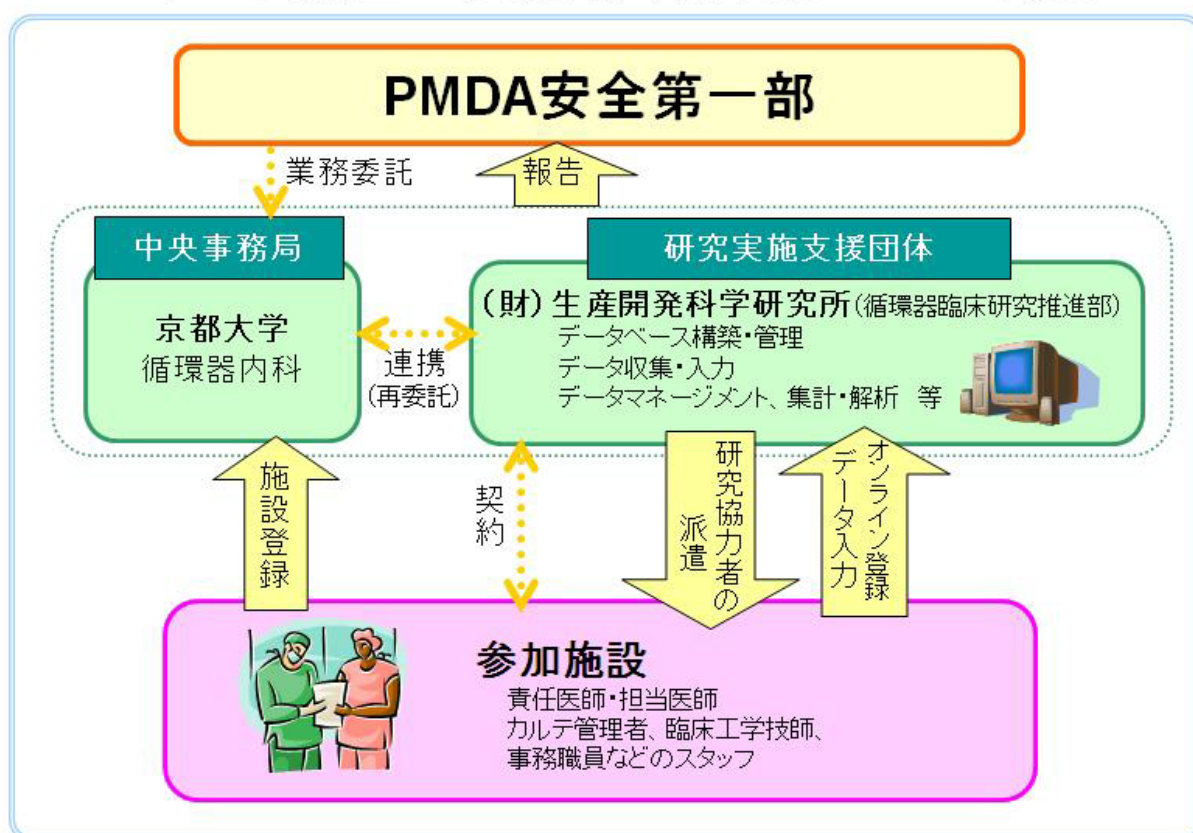 PMDA安全第一部
業務委託
報告
中央事務局
京都大学
循環器内科
連携
(再委託)
研究実施支援団体
(財)生産開発科学研究所(循環器臨床研究推進部)
データベース構築・管理
データ収集・入力
データマネージメント、集計・解析 等
施設登録
契約
研究協力者の
派遣
オンライン登録
データ入力
参加施設
責任医師・担当医師
カルテ管理者、臨床工学技師、
事務職員などのスタッフ